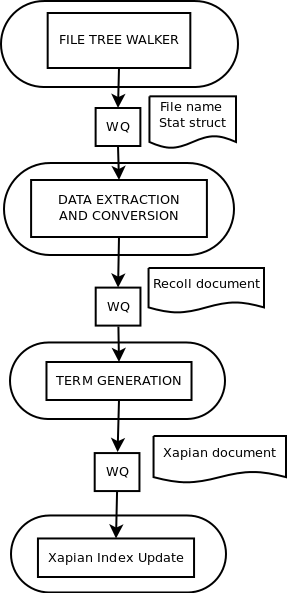 FILE TREE WALKER
WQ
File name
Stat struct
DATA EXTRACTION
AND CONVERSION
WQ
Recoll document
TERM GENERATION
WQ
Xapian document
Xapian Index Update